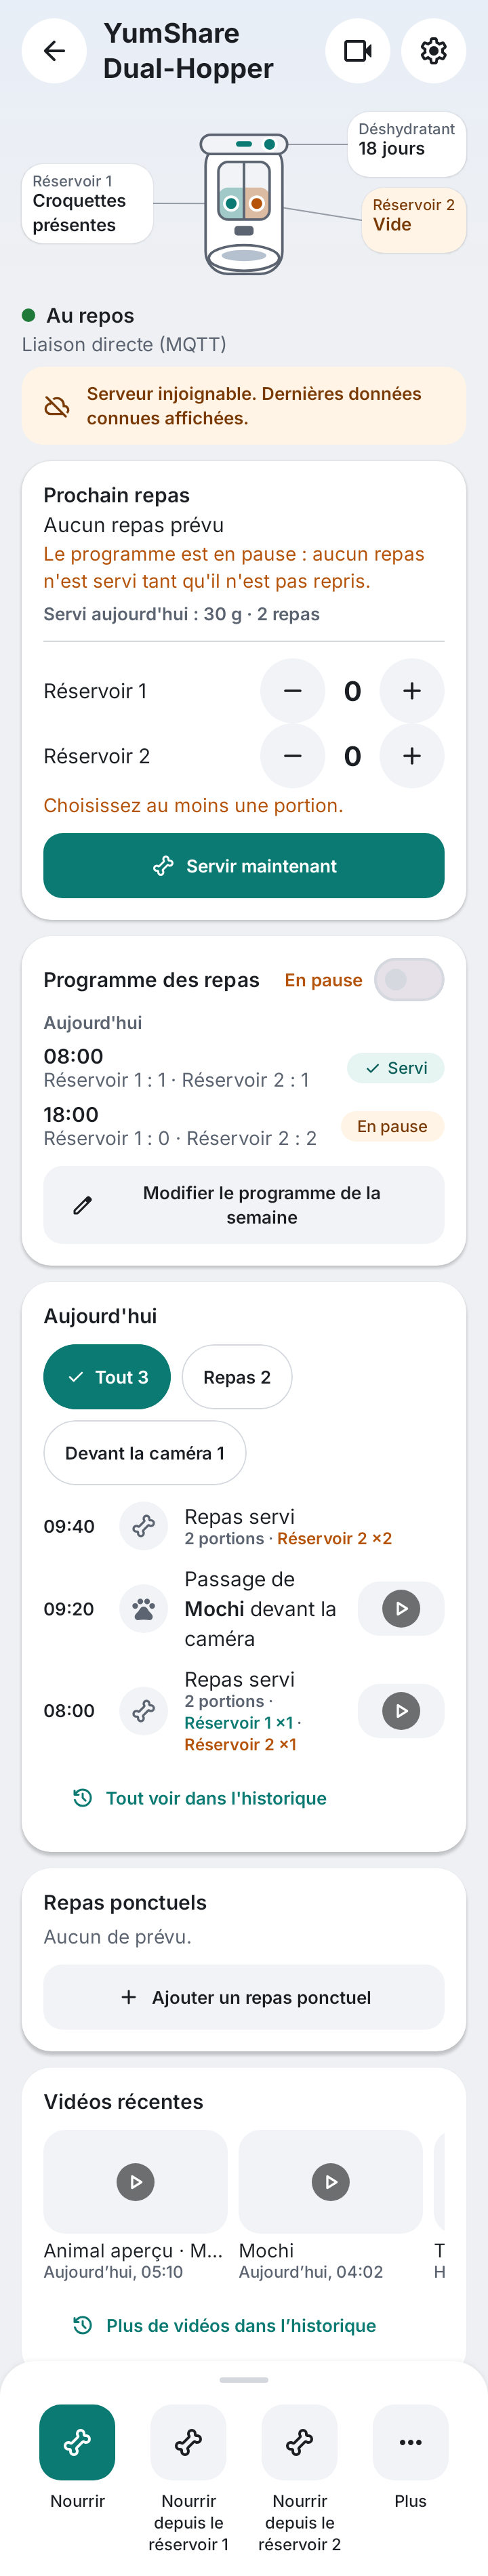 YumShare
Dual-Hopper
Déshydratant
18 jours
Réservoir 1
Croquettes
présentes
Réservoir 2
Vide
Au repos
Liaison directe (MQTT)
Serveur injoignable. Dernières données
connues affichées.
Prochain repas
Aucun repas prévu
Le programme est en pause : aucun repas
n'est servi tant qu'il n'est pas repris.
Servi aujourd'hui : 30 g · 2 repas
Réservoir 1
0
Réservoir 2
0
Choisissez au moins une portion.
Servir maintenant
Programme des repas
En pause
Aujourd'hui
08:00
Réservoir 1 : 1 · Réservoir 2 : 1
Servi
18:00
Réservoir 1 : 0 · Réservoir 2 : 2
En pause
Modifier le programme de la
semaine
Aujourd'hui
Tout 3
Repas 2
Devant la caméra 1
09:40
Repas servi
2 portions · Réservoir 2 ×2
09:20
Passage de
Mochi devant la
caméra
08:00
Repas servi
2 portions ·
Réservoir 1 ×1 ·
Réservoir 2 ×1
Tout voir dans l'historique
Repas ponctuels
Aucun de prévu.
Ajouter un repas ponctuel
Vidéos récentes
Animal aperçu · M...
Aujourd’hui, 05:10
Mochi
Aujourd’hui, 04:02
T
H
Plus de vidéos dans l’historique
Nourrir
Nourrir
depuis le
réservoir 1
Nourrir
depuis le
réservoir 2
Plus